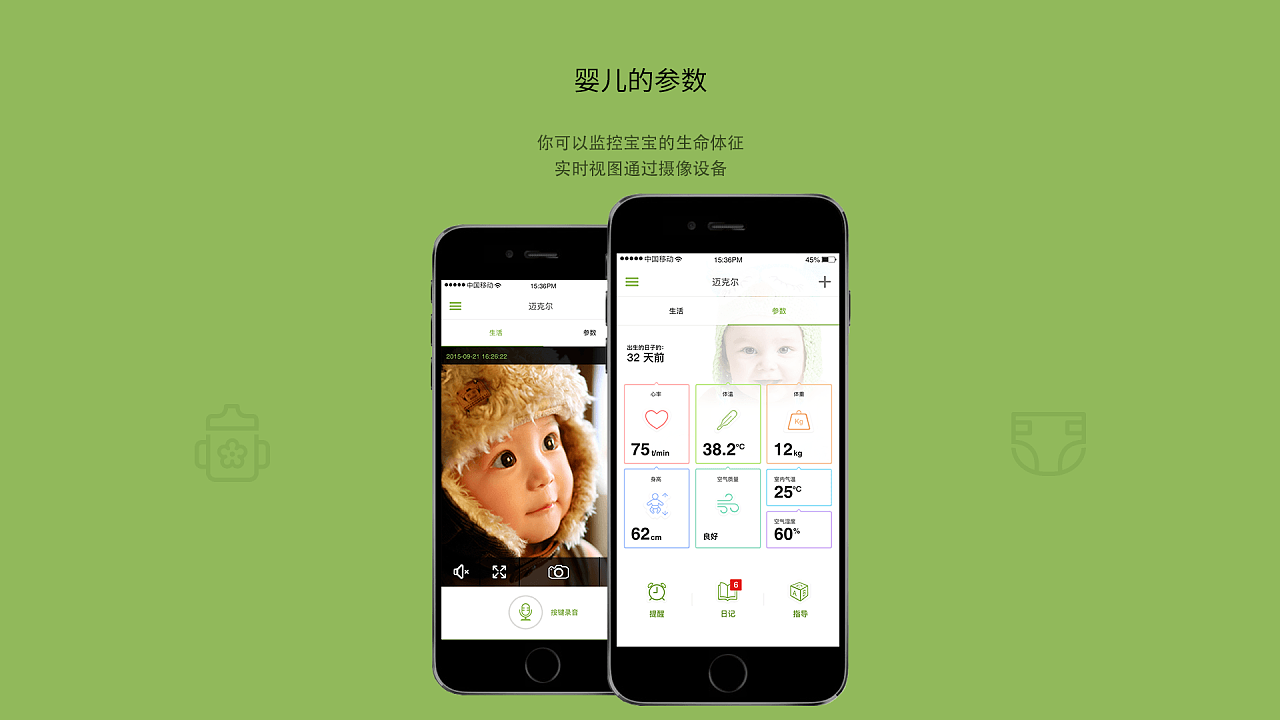 婴儿的参数
你可以监控宝宝的生命体征
实时视图通过摄像设备
中国移动 15:36PM
迈克尔
生活 参数
2015-09-21 16:26:22
按键录音
中国移动 15:36PM 45%
迈克尔
生活 参数
出生的日子的:
32 天前
心率 体温 体重
Kg
75 t/min 38.2°C 12kg
身高 空气质量 室内气温
25°C
空气湿度
62cm 良好 60%
6
A B
提醒 日记 指导